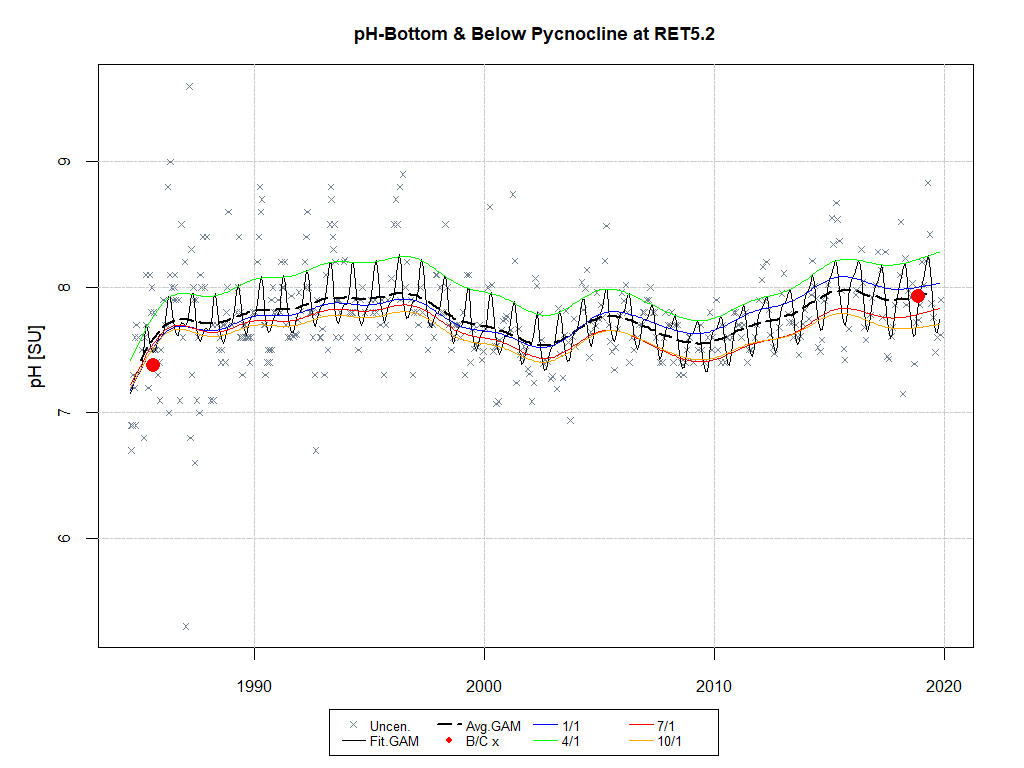 pH-Bottom & Below Pycnocline at RET5.2
pH [SU]
9
8
7
6
1990 2000 2010 2020
Uncen. Avg.GAM 1/1 7/1
Fit.GAM B/C x 4/1 10/1